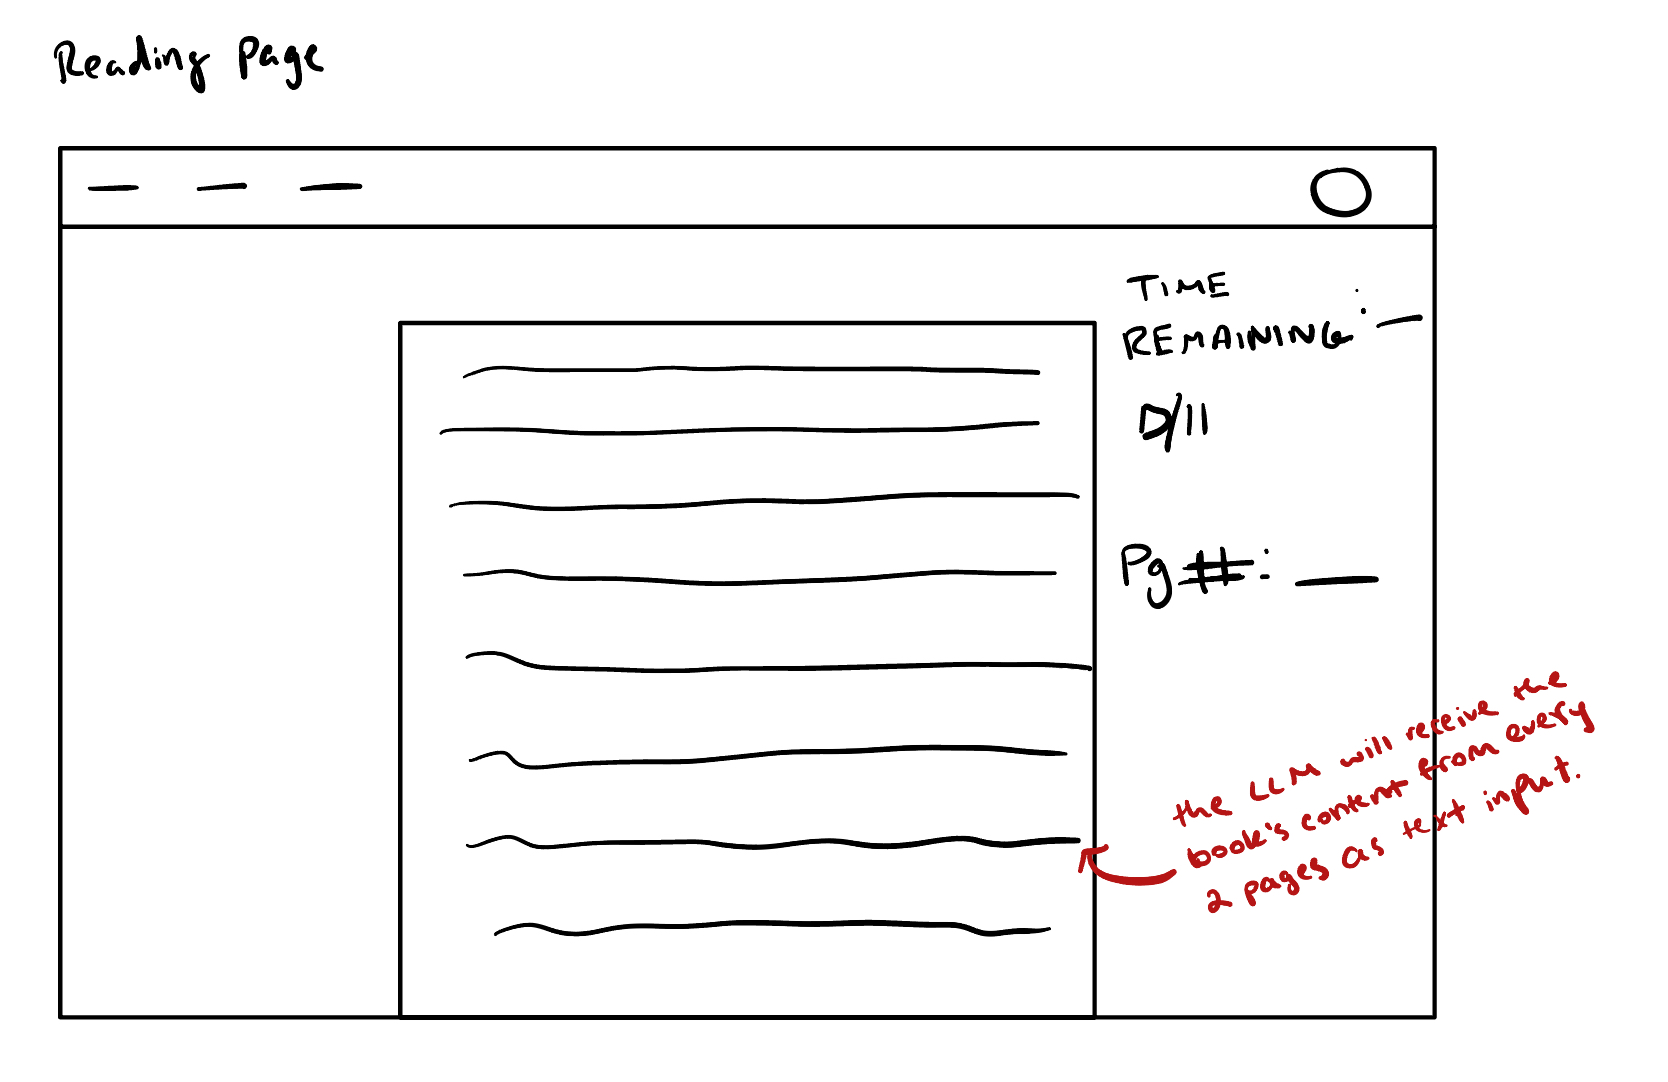 Reading Page
TIME
REMAINING:
Pg #:
the LLM will receive the
book's content from every
2 pages as text input.